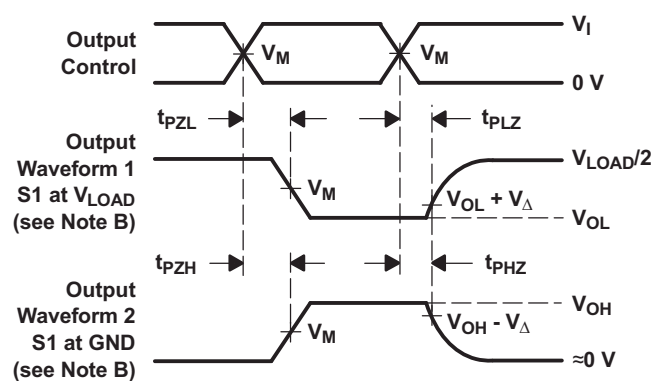 Output
Control
V_I
V_M
V_M
0 V
t_PZL
t_PLZ
Output
Waveform 1
S1 at V_LOAD
(see Note B)
V_LOAD/2
V_M
V_OL + V_Δ
V_OL
t_PZH
t_PHZ
Output
Waveform 2
S1 at GND
(see Note B)
V_OH
V_M
V_OH - V_Δ
≈0 V